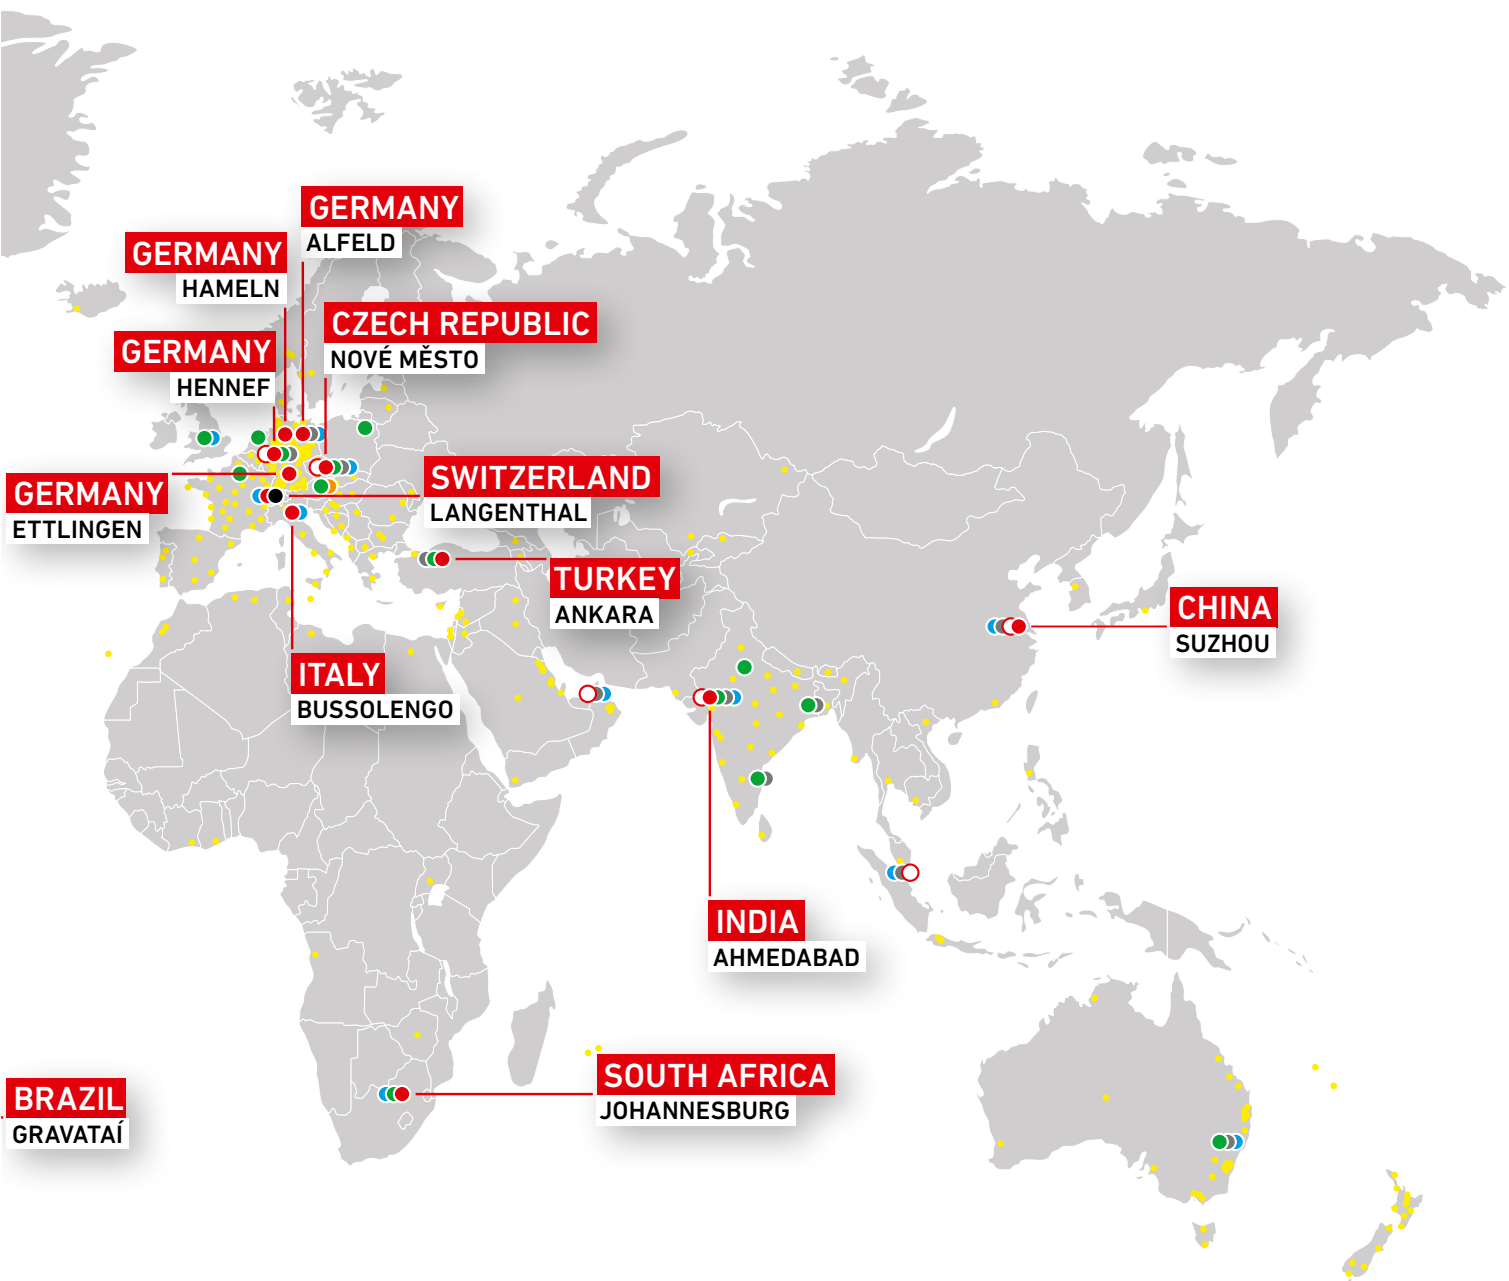 GERMANY
ALFELD
GERMANY
HAMELN
CZECH REPUBLIC
NOVÉ MĚSTO
GERMANY
HENNEF
SWITZERLAND
LANGENTHAL
GERMANY
ETTLINGEN
TURKEY
ANKARA
CHINA
SUZHOU
ITALY
BUSSOLENGO
INDIA
AHMEDABAD
SOUTH AFRICA
JOHANNESBURG
BRAZIL
GRAVATAÍ